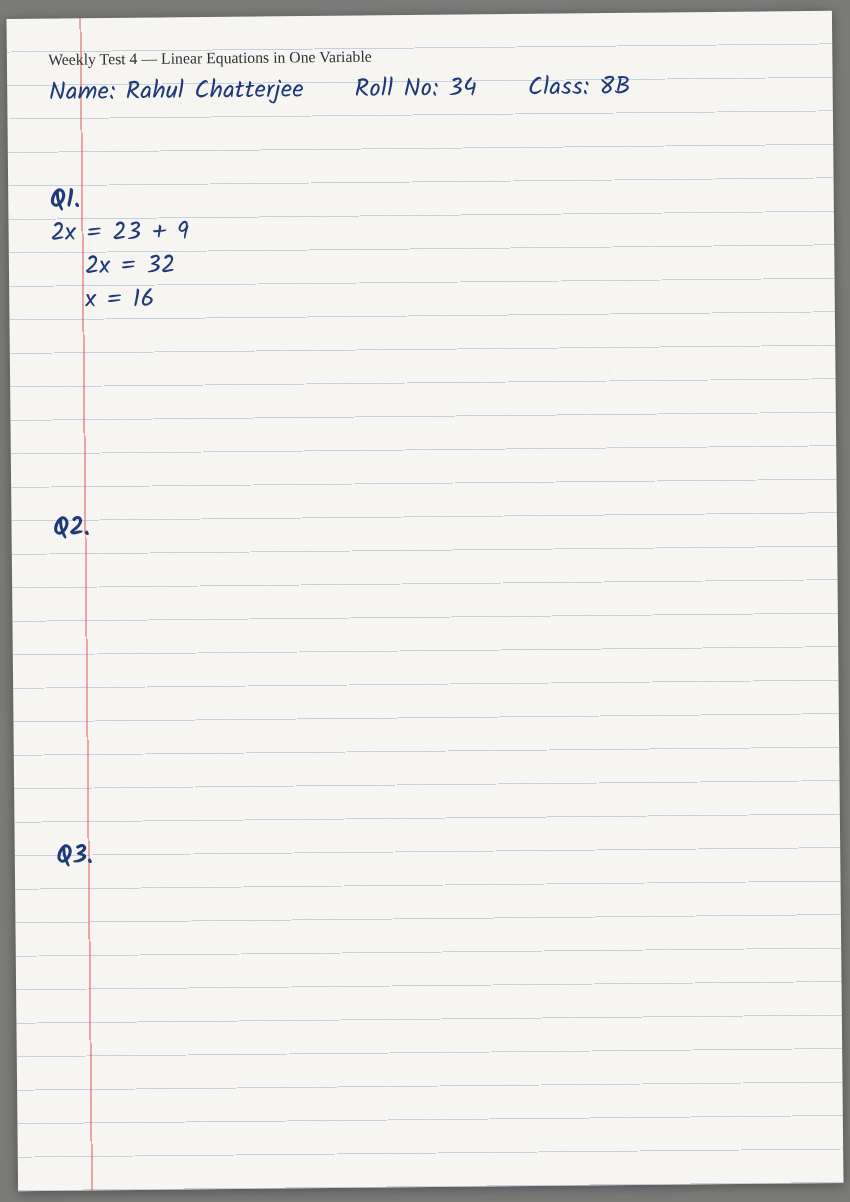 Weekly Test 4 — Linear Equations in One Variable
Name: Rahul Chatterjee Roll No: 34 Class: 8B
Q1.
2x = 23 + 9
2x = 32
x = 16
Q2.
Q3.